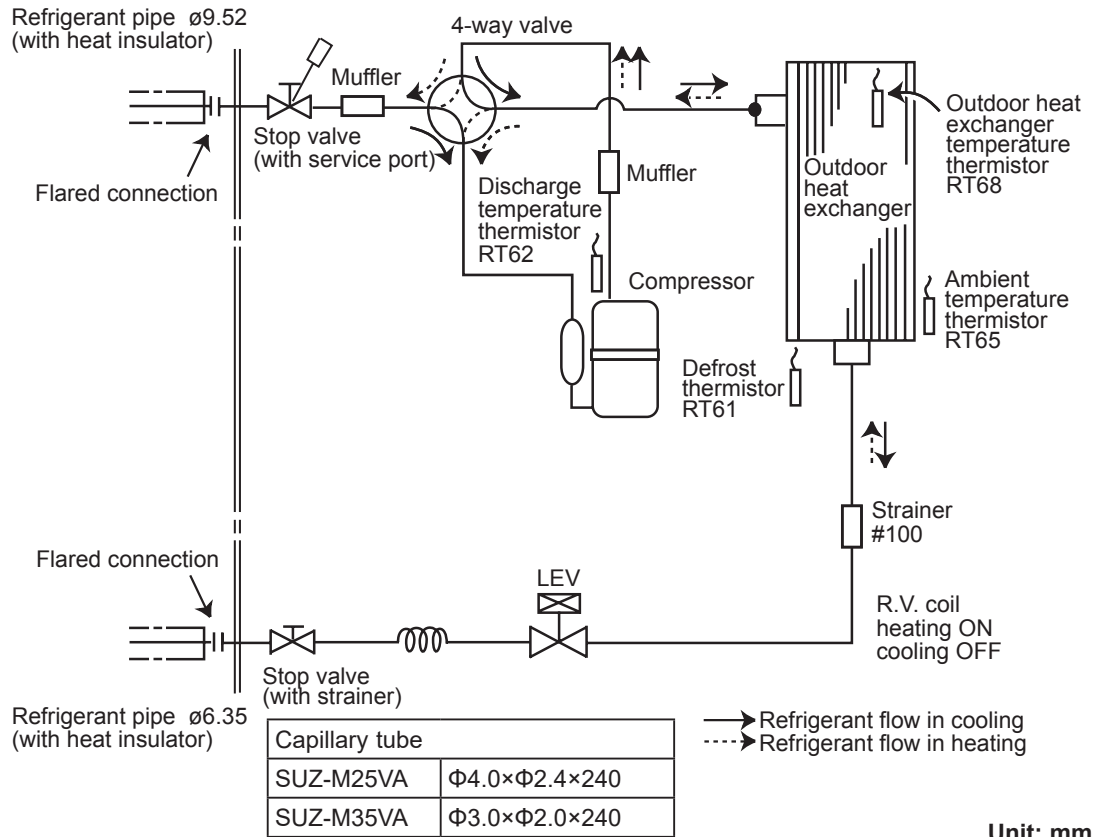 Refrigerant pipe ø9.52
(with heat insulator)
4-way valve
Muffler
Stop valve
(with service port)
Flared connection
Discharge
temperature
thermistor
RT62
Muffler
Compressor
Outdoor
heat
exchanger
Outdoor heat
exchanger
temperature
thermistor
RT68
Ambient
temperature
thermistor
RT65
Defrost
thermistor
RT61
Strainer
#100
Flared connection
LEV
R.V. coil
heating ON
cooling OFF
Stop valve
(with strainer)
Refrigerant pipe ø6.35
(with heat insulator)
Refrigerant flow in cooling
Refrigerant flow in heating
Capillary tube
SUZ-M25VA Φ4.0×Φ2.4×240
SUZ-M35VA Φ3.0×Φ2.0×240
Unit: mm